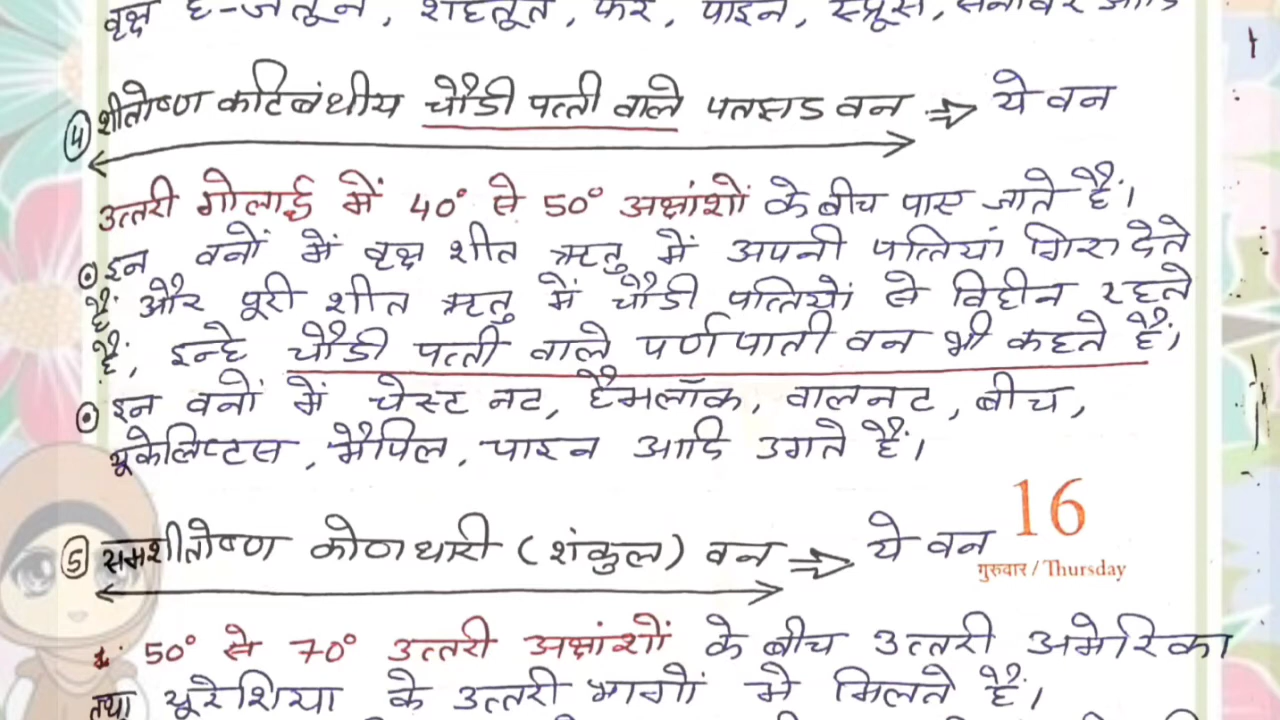 वृक्ष है-जैतून, शहतूत, फर, पाइन, स्प्रूस, सनोवर आदि
④ शीतोष्ण कटिबंधीय चौडी पत्ती वाले पतझड वन ⇒ ये वन
उत्तरी गोलार्द्ध में 40° से 50° अक्षांशों के बीच पाए जाते हैं।
इन वनों में वृक्ष शीत ऋतु में अपनी पत्तियां गिरा देते
हैं और पूरी शीत ऋतु में चौडी पत्तियों से विहीन रहते
हैं, इन्हे चौडी पत्ती वाले पर्णपाती वन भी कहते हैं।
इन वनों में चेस्ट नट, हैमलॉक, वालनट, बीच,
यूकेलिप्टस, मैपिल, पाइन आदि उगते हैं।
16
⑤ समशीतोष्ण कोणधारी (शंकुल) वन ⇒ ये वन
गुरुवार / Thursday
50° से 70° उत्तरी अक्षांशों के बीच उत्तरी अमेरिका
तथा यूरेशिया के उत्तरी भागों में मिलते हैं।